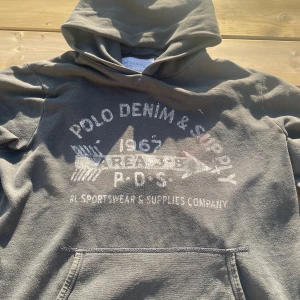 POLO DENIM & SUPPLY
1967
AREA 3-B
P·D·S·
RL SPORTSWEAR & SUPPLIES COMPANY